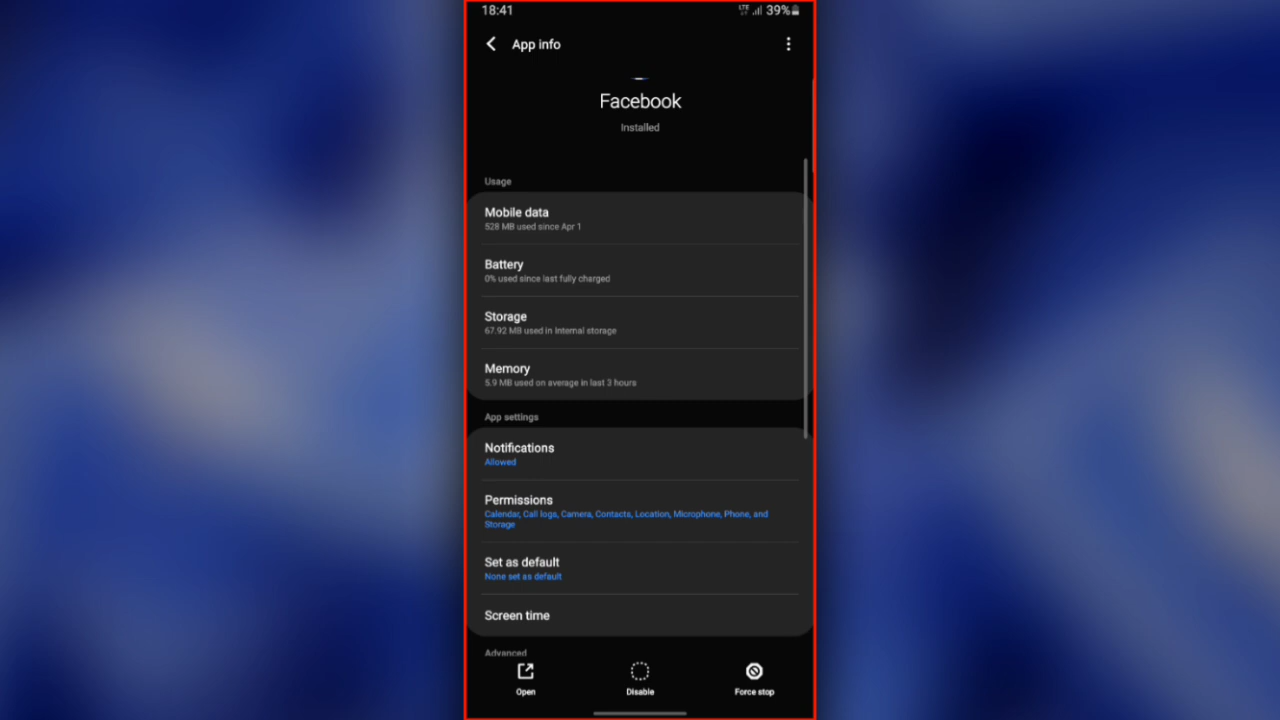 18:41
LTE 39%
App info
Facebook
Installed
Usage
Mobile data
528 MB used since Apr 1
Battery
0% used since last fully charged
Storage
67.92 MB used in Internal storage
Memory
5.9 MB used on average in last 3 hours
App settings
Notifications
Allowed
Permissions
Calendar, Call logs, Camera, Contacts, Location, Microphone, Phone, and
Storage
Set as default
None set as default
Screen time
Advanced
Open
Disable
Force stop